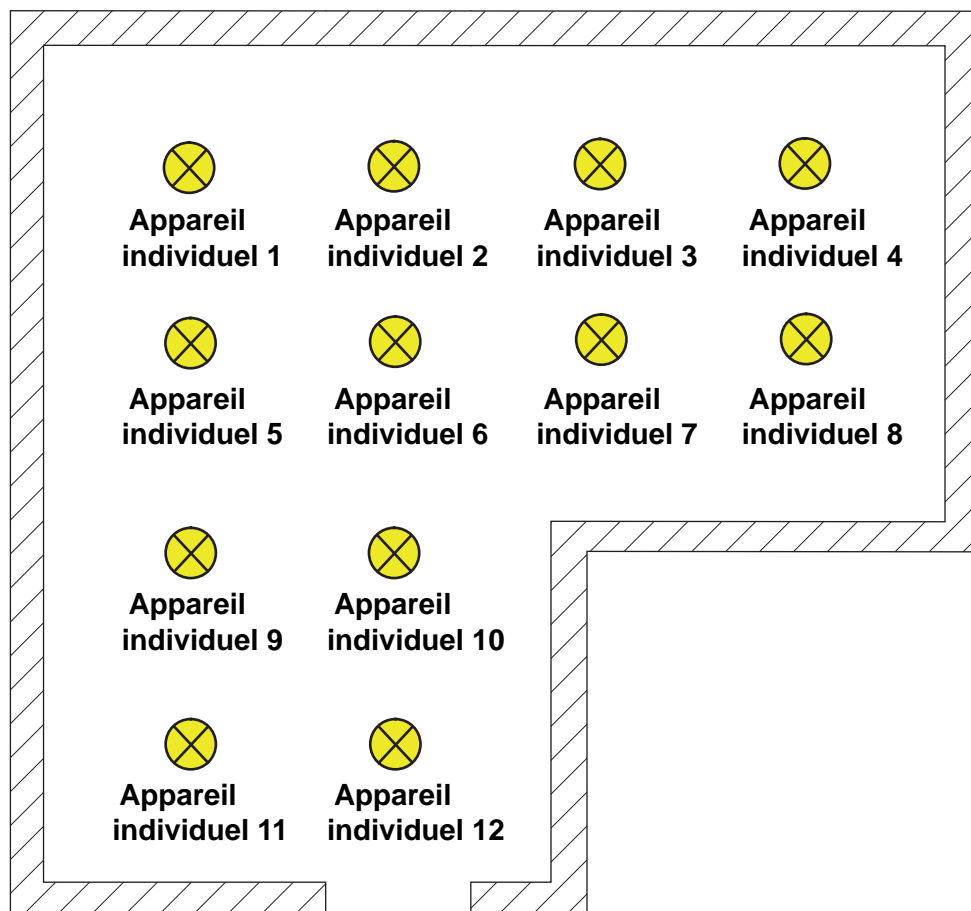 Appareil
individuel 1
Appareil
individuel 2
Appareil
individuel 3
Appareil
individuel 4
Appareil
individuel 5
Appareil
individuel 6
Appareil
individuel 7
Appareil
individuel 8
Appareil
individuel 9
Appareil
individuel 10
Appareil
individuel 11
Appareil
individuel 12